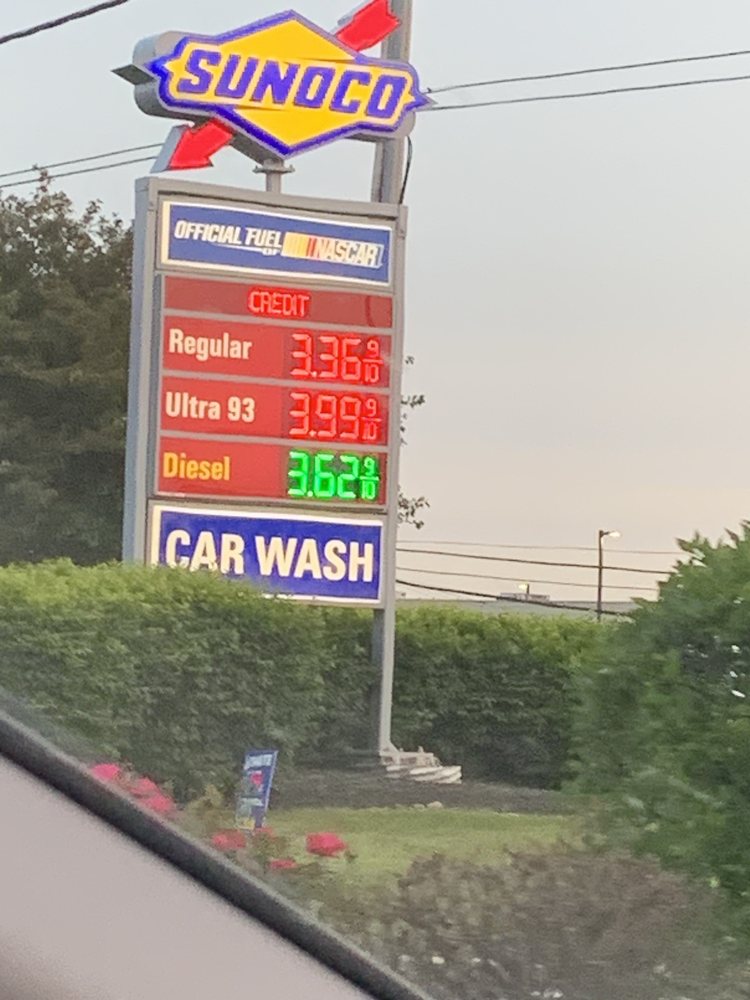 SUNOCO
OFFICIAL FUEL OF NASCAR
CREDIT
Regular 3.36 9/10
Ultra 93 3.99 9/10
Diesel 3.62 9/10
CAR WASH